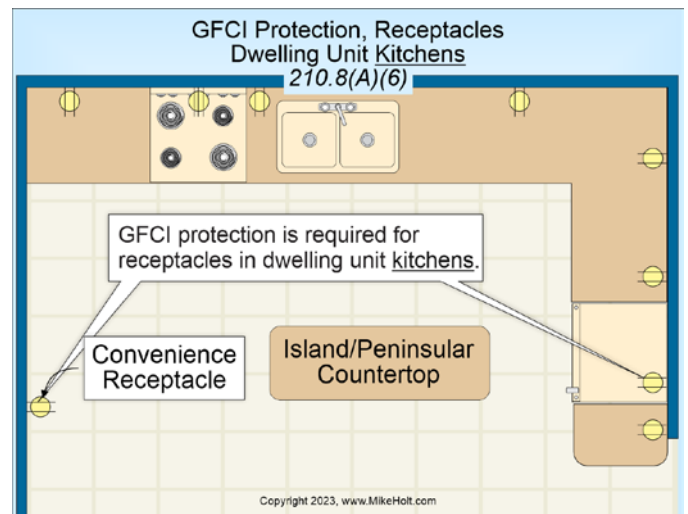 GFCI Protection, Receptacles
Dwelling Unit Kitchens
210.8(A)(6)
GFCI protection is required for
receptacles in dwelling unit kitchens.
Convenience
Receptacle
Island/Peninsular
Countertop
Copyright 2023, www.MikeHolt.com